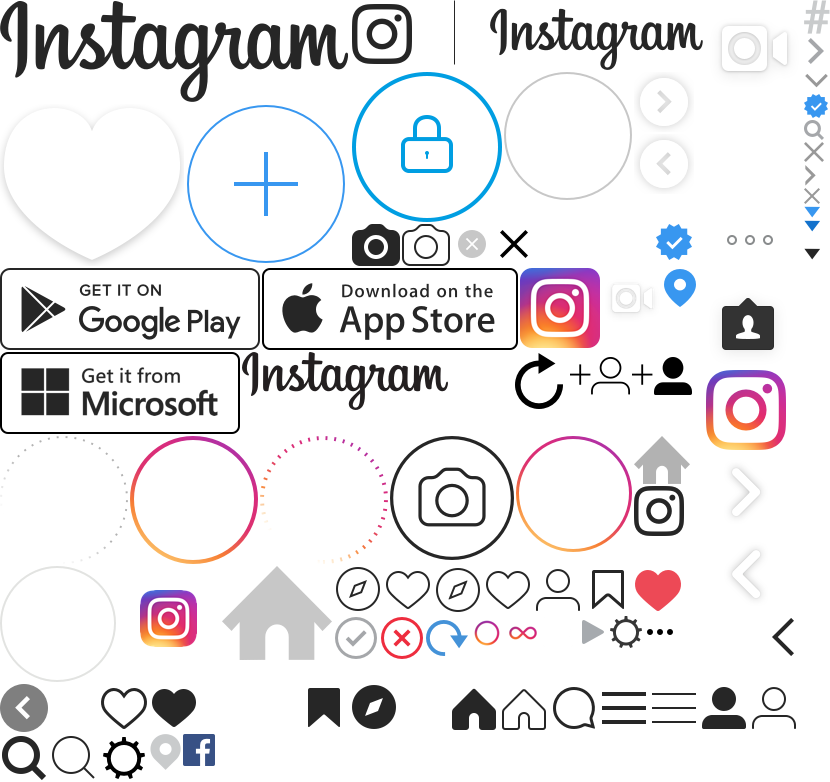 Instagram
Instagram
#
GET IT ON
Google Play
Download on the
App Store
Get it from
Microsoft
Instagram